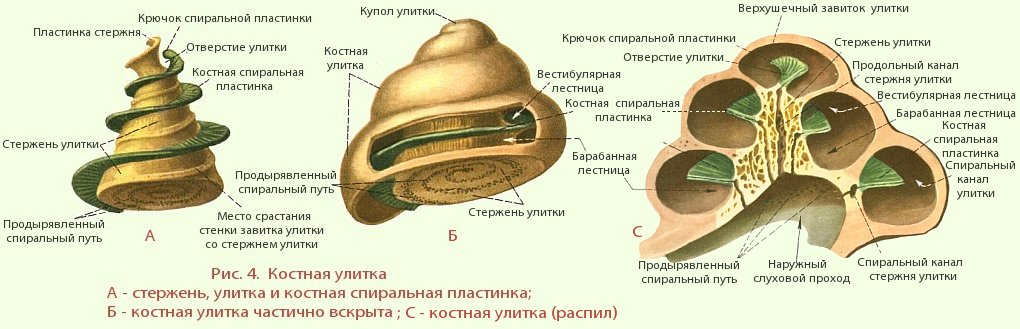 Крючок спиральной пластинки
Пластинка стержня
Отверстие улитки
Костная спиральная
пластинка
Стержень улитки
Продырявленный
спиральный путь
Место срастания
стенки завитка улитки
со стержнем улитки
А
Купол улитки
Костная
улитка
Вестибулярная
лестница
Костная спиральная
пластинка
Барабанная
лестница
Продырявленный
спиральный путь
Стержень улитки
Б
Верхушечный завиток улитки
Крючок спиральной пластинки
Отверстие улитки
Стержень улитки
Продольный канал
стержня улитки
Вестибулярная лестница
Барабанная лестница
Костная
спиральная
пластинка
Спиральный
канал
улитки
С
Продырявленный
спиральный путь
Наружный
слуховой проход
Спиральный канал
стержня улитки
Рис. 4. Костная улитка
А - стержень, улитка и костная спиральная пластинка;
Б - костная улитка частично вскрыта ; С - костная улитка (распил)